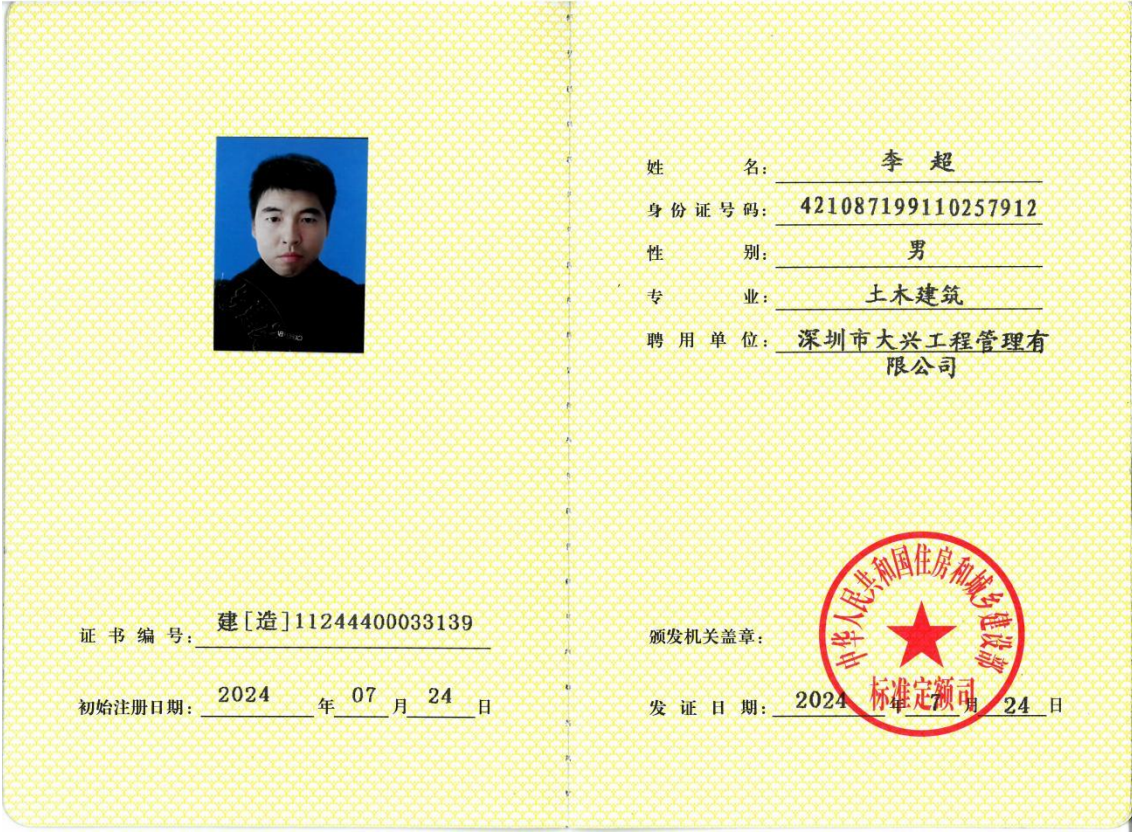 姓名：李超
身份证号码：421087199110257912
性别：男
专业：土木建筑
聘用单位：深圳市大兴工程管理有
限公司
证书编号：建[造]11244400033139
初始注册日期：2024年07月24日
颁发机关盖章：
中华人民共和国住房和城乡建设部
标准定额司
发证日期：2024年7月24日